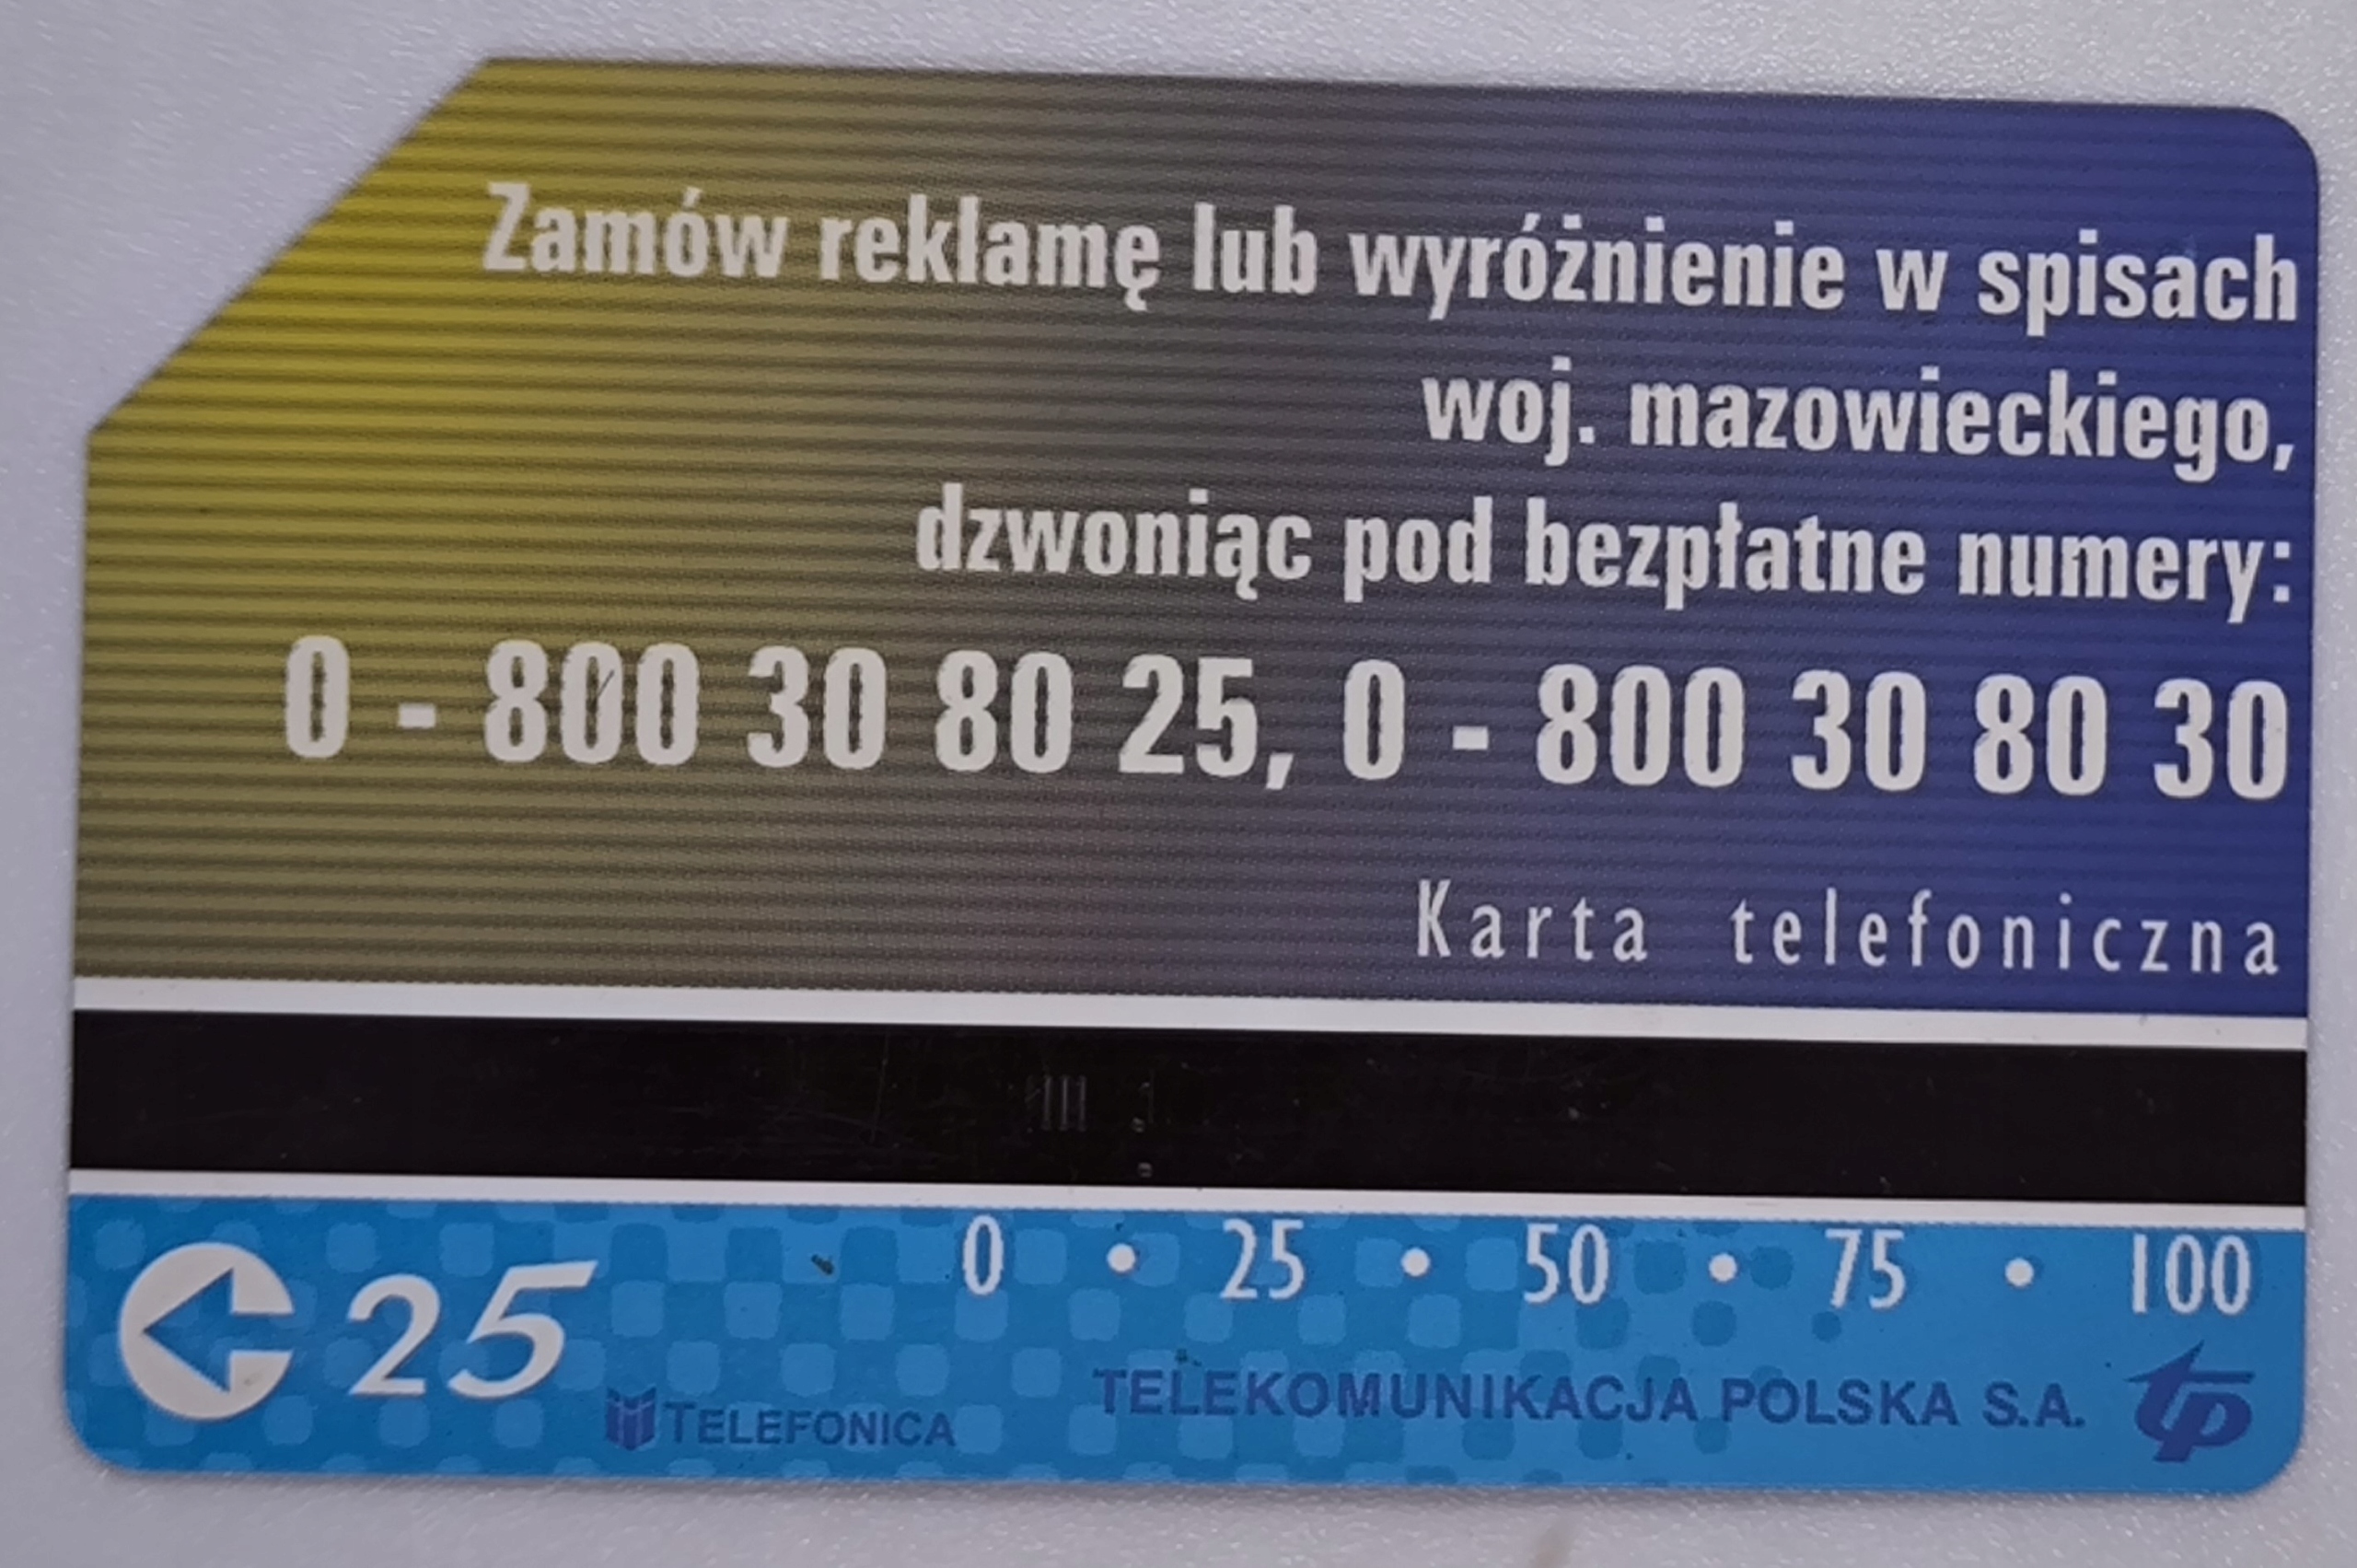 Zamów reklamę lub wyróżnienie w spisach
woj. mazowieckiego,
dzwoniąc pod bezpłatne numery:
0 - 800 30 80 25, 0 - 800 30 80 30
Karta telefoniczna
0 • 25 • 50 • 75 • 100
25
TELEFONICA
TELEKOMUNIKACJA POLSKA S.A.
tp